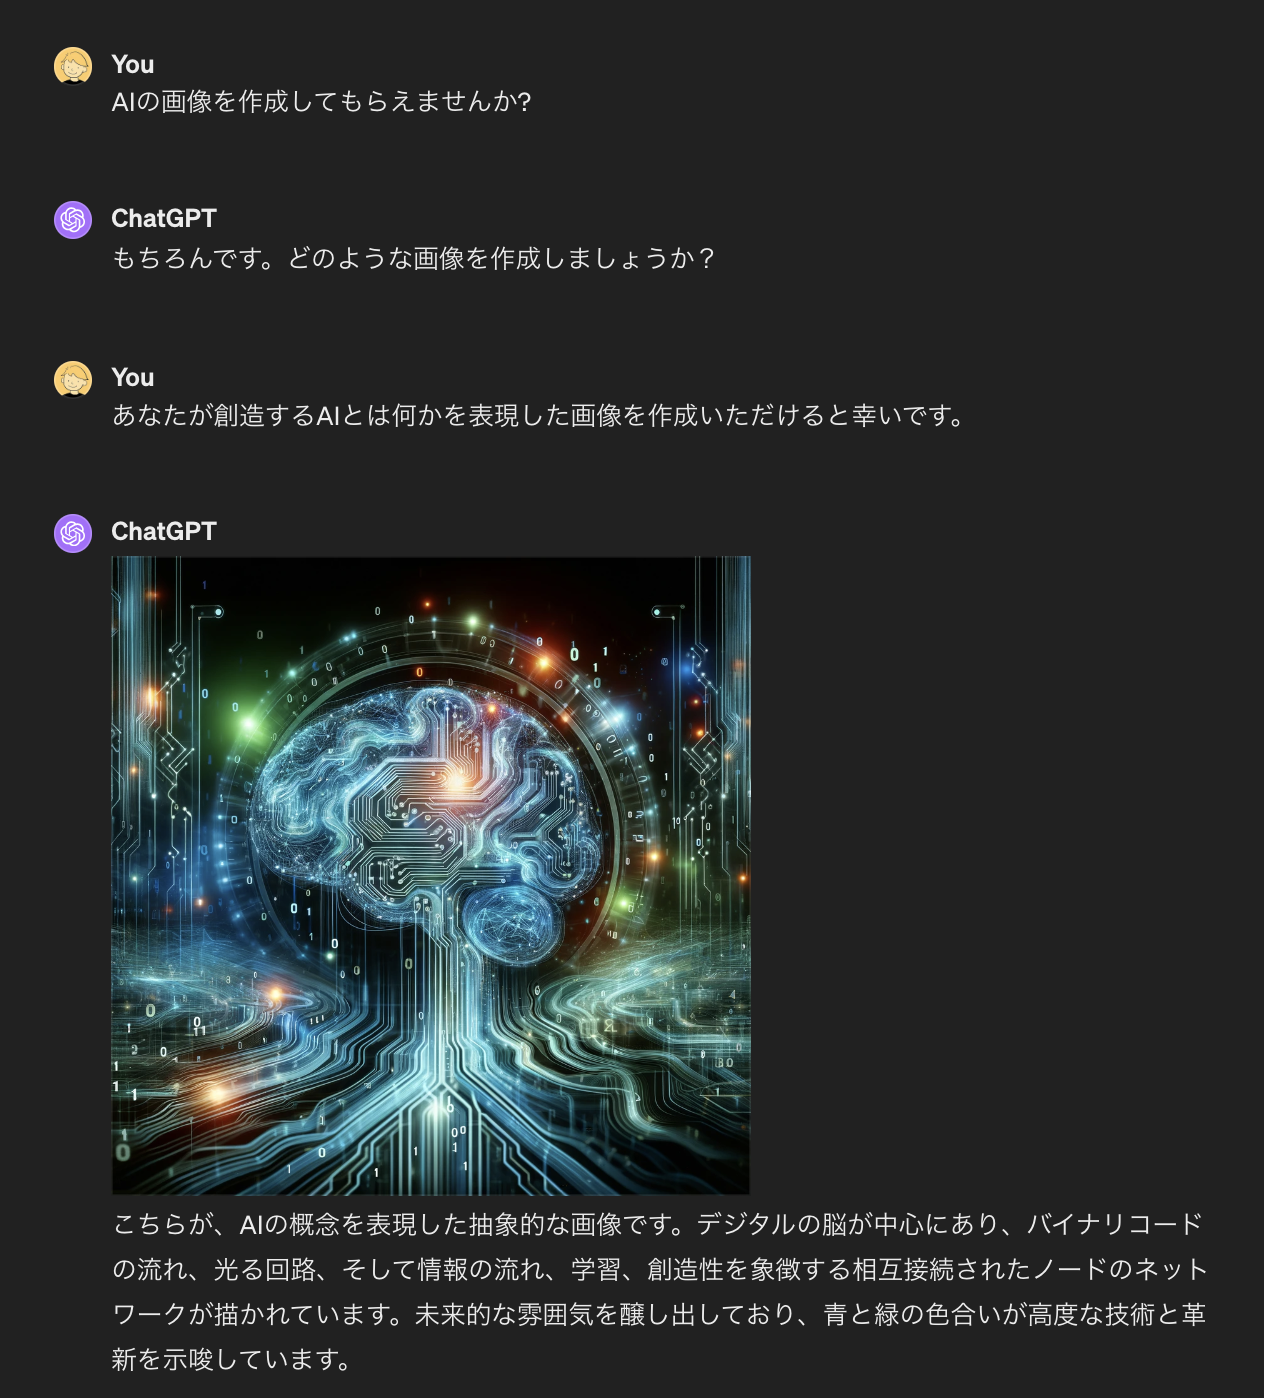 You
AIの画像を作成してもらえませんか?
ChatGPT
もちろんです。どのような画像を作成しましょうか？
You
あなたが創造するAIとは何かを表現した画像を作成いただけると幸いです。
ChatGPT
こちらが、AIの概念を表現した抽象的な画像です。デジタルの脳が中心にあり、バイナリコード
の流れ、光る回路、そして情報の流れ、学習、創造性を象徴する相互接続されたノードのネット
ワークが描かれています。未来的な雰囲気を醸し出しており、青と緑の色合いが高度な技術と革
新を示唆しています。